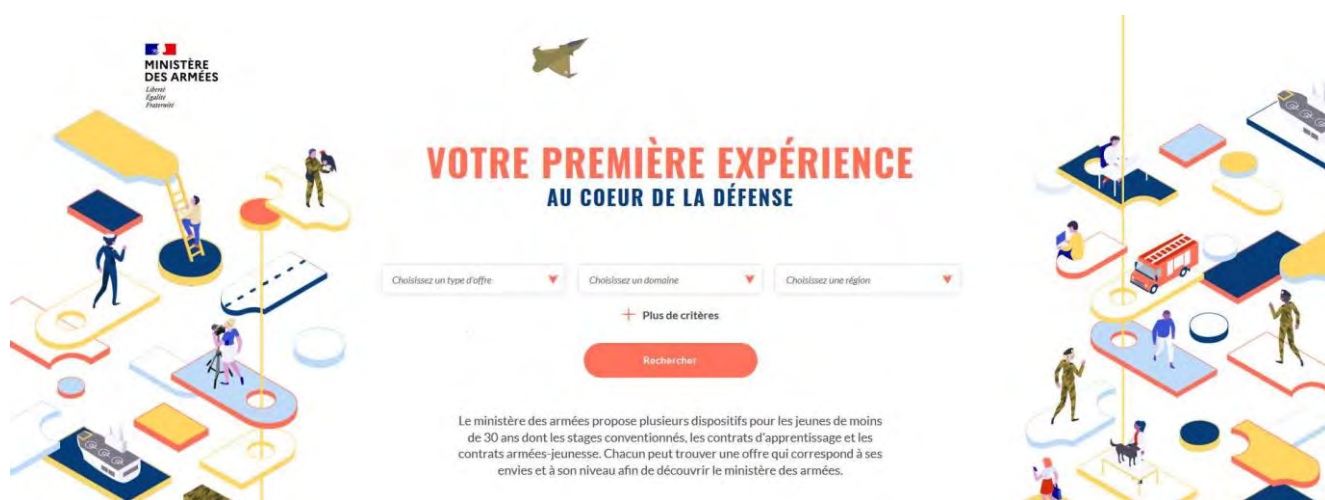 MINISTÈRE
DES ARMÉES
Liberté
Égalité
Fraternité
VOTRE PREMIÈRE EXPÉRIENCE
AU COEUR DE LA DÉFENSE
Choisissez un type d'offre
Choisissez un domaine
Choisissez une région
Plus de critères
Rechercher
Le ministère des armées propose plusieurs dispositifs pour les jeunes de moins
de 30 ans dont les stages conventionnés, les contrats d'apprentissage et les
contrats armées-jeunesse. Chacun peut trouver une offre qui correspond à ses
envies et à son niveau afin de découvrir le ministère des armées.